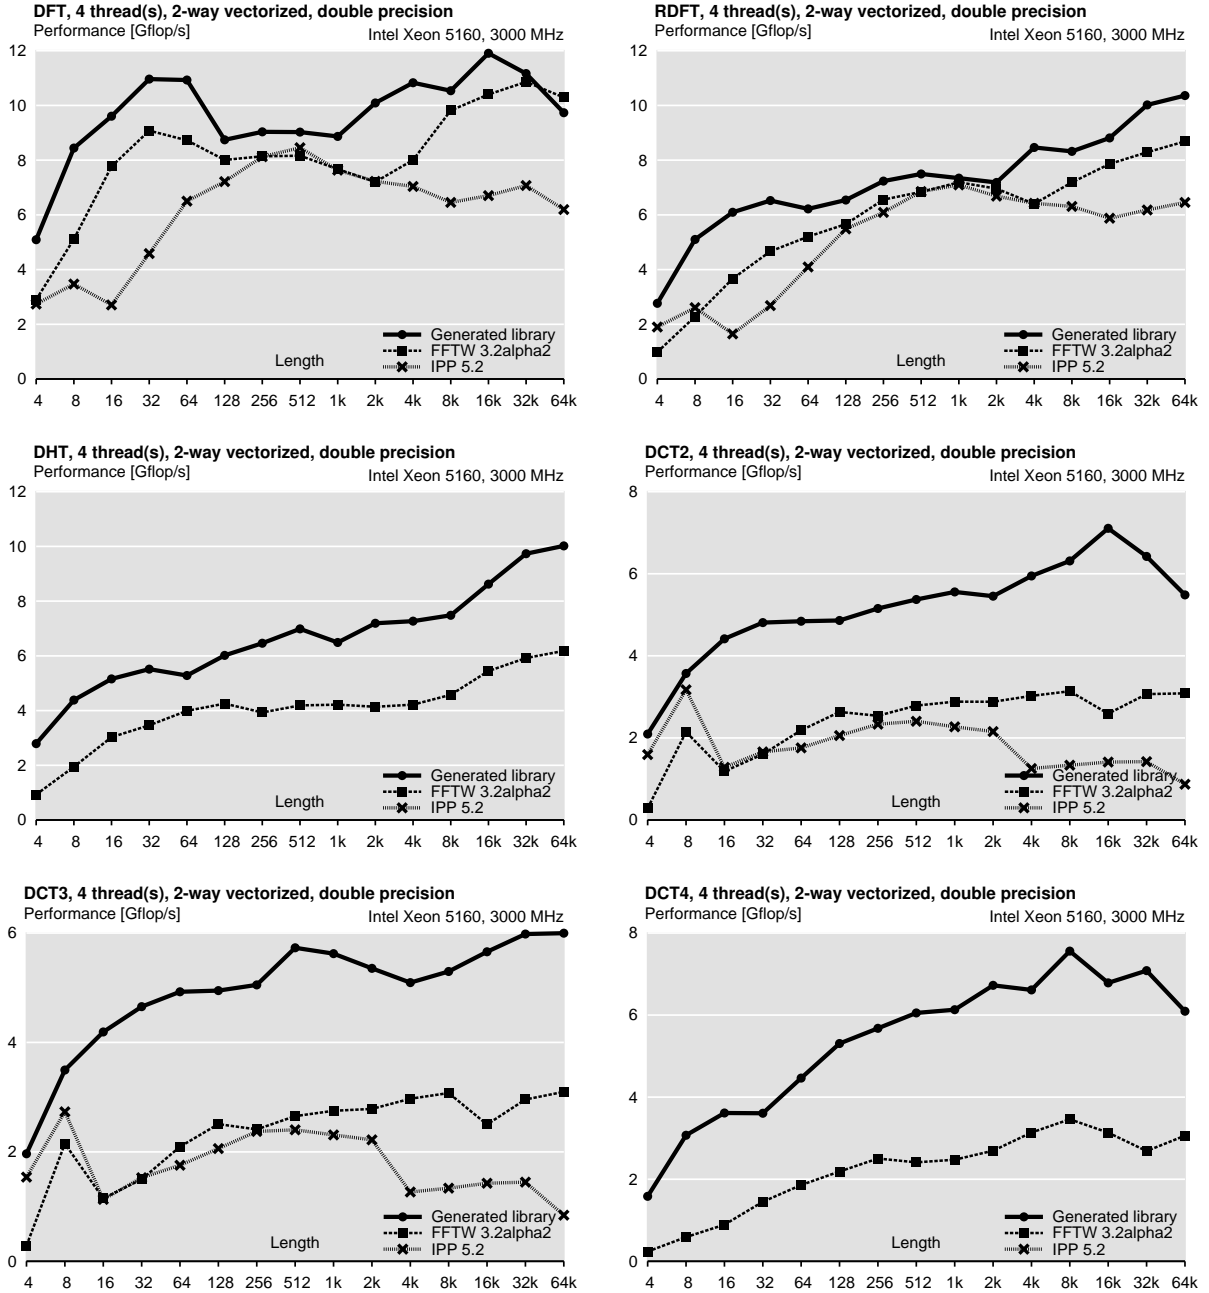 DFT, 4 thread(s), 2-way vectorized, double precision
Performance [Gflop/s]
Intel Xeon 5160, 3000 MHz
12
10
8
6
4
2
0
Generated library
FFTW 3.2alpha2
IPP 5.2
Length
4 8 16 32 64 128 256 512 1k 2k 4k 8k 16k 32k 64k
RDFT, 4 thread(s), 2-way vectorized, double precision
Performance [Gflop/s]
Intel Xeon 5160, 3000 MHz
12
10
8
6
4
2
0
Generated library
FFTW 3.2alpha2
IPP 5.2
Length
4 8 16 32 64 128 256 512 1k 2k 4k 8k 16k 32k 64k
DHT, 4 thread(s), 2-way vectorized, double precision
Performance [Gflop/s]
Intel Xeon 5160, 3000 MHz
12
10
8
6
4
2
0
Generated library
FFTW 3.2alpha2
IPP 5.2
Length
4 8 16 32 64 128 256 512 1k 2k 4k 8k 16k 32k 64k
DCT2, 4 thread(s), 2-way vectorized, double precision
Performance [Gflop/s]
Intel Xeon 5160, 3000 MHz
8
6
4
2
0
Generated library
FFTW 3.2alpha2
IPP 5.2
Length
4 8 16 32 64 128 256 512 1k 2k 4k 8k 16k 32k 64k
DCT3, 4 thread(s), 2-way vectorized, double precision
Performance [Gflop/s]
Intel Xeon 5160, 3000 MHz
6
4
2
0
Generated library
FFTW 3.2alpha2
IPP 5.2
Length
4 8 16 32 64 128 256 512 1k 2k 4k 8k 16k 32k 64k
DCT4, 4 thread(s), 2-way vectorized, double precision
Performance [Gflop/s]
Intel Xeon 5160, 3000 MHz
8
6
4
2
0
Generated library
FFTW 3.2alpha2
IPP 5.2
Length
4 8 16 32 64 128 256 512 1k 2k 4k 8k 16k 32k 64k